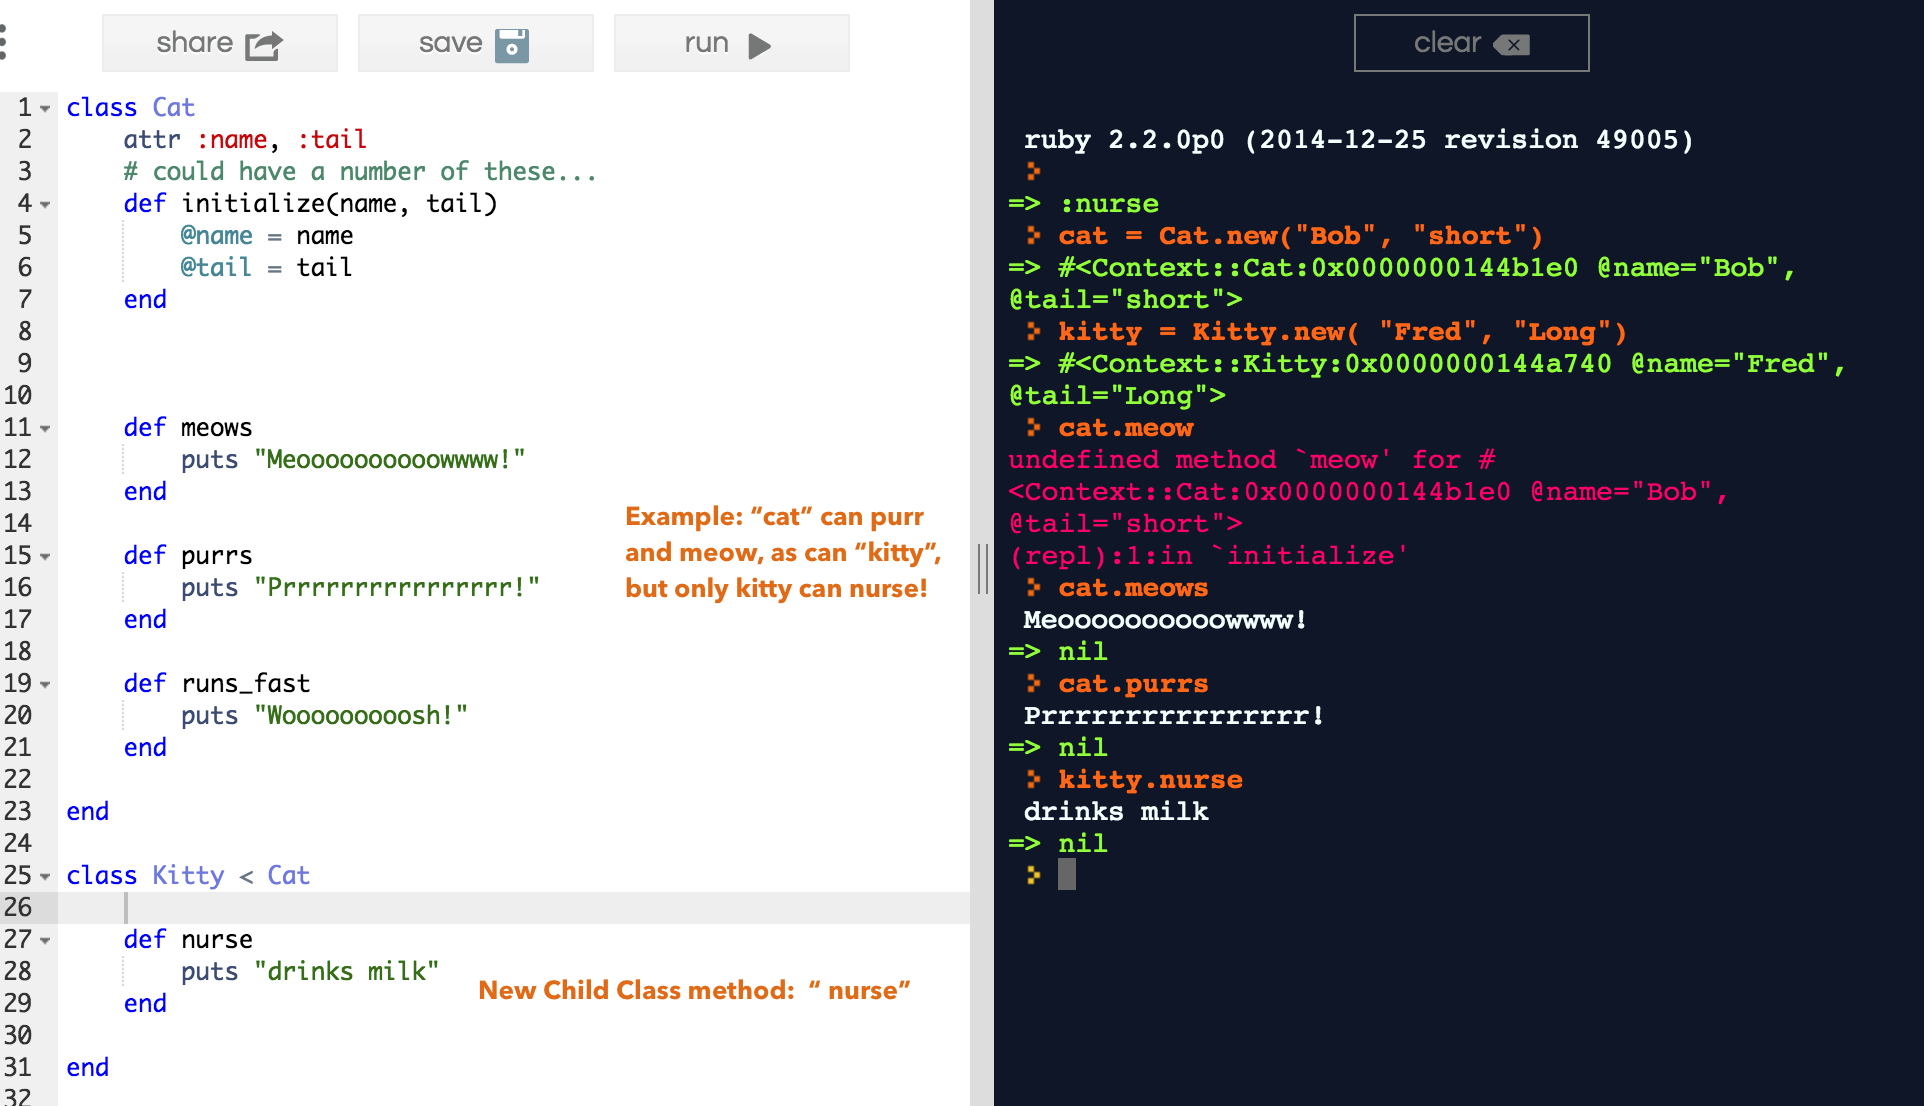 share
save
run
clear
1 class Cat
2 attr :name, :tail
3 # could have a number of these...
4 def initialize(name, tail)
5 @name = name
6 @tail = tail
7 end
8
9
10
11 def meows
12 puts "Meoooooooooowwww!"
13 end
14
15 def purrs
16 puts "Prrrrrrrrrrrrrrrr!"
17 end
18
19 def runs_fast
20 puts "Wooooooooosh!"
21 end
22
23 end
24
25 class Kitty < Cat
26
27 def nurse
28 puts "drinks milk"
29 end
30
31 end
32
Example: “cat” can purr
and meow, as can “kitty”,
but only kitty can nurse!
New Child Class method: “ nurse”
ruby 2.2.0p0 (2014-12-25 revision 49005)
=> :nurse
cat = Cat.new("Bob", "short")
=> #<Context::Cat:0x0000000144b1e0 @name="Bob",
@tail="short">
kitty = Kitty.new( "Fred", "Long")
=> #<Context::Kitty:0x0000000144a740 @name="Fred",
@tail="Long">
cat.meow
undefined method `meow' for #
<Context::Cat:0x0000000144b1e0 @name="Bob",
@tail="short">
(repl):1:in `initialize'
cat.meows
Meoooooooooowwww!
=> nil
cat.purrs
Prrrrrrrrrrrrrrrr!
=> nil
kitty.nurse
drinks milk
=> nil